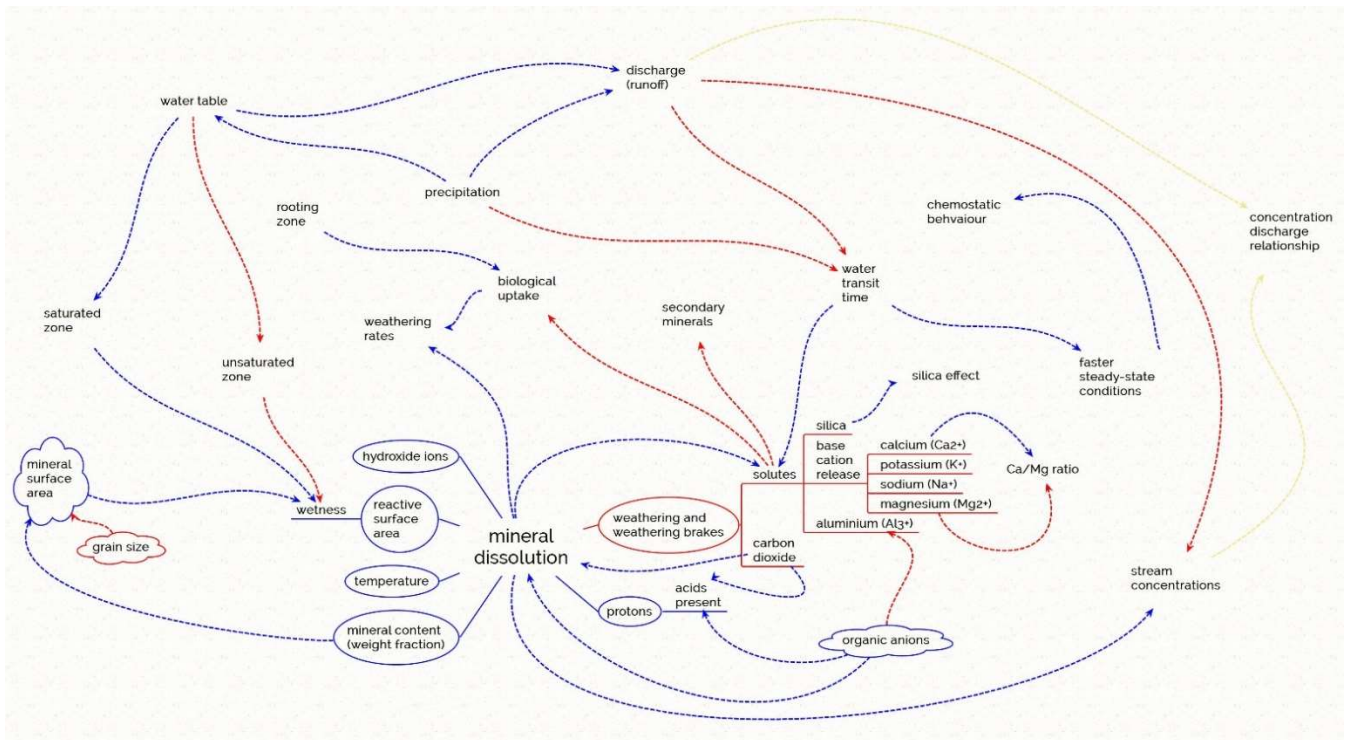 discharge
(runoff)
water table
precipitation
rooting
zone
chemostatic
behvaiour
concentration
discharge
relationship
biological
uptake
water
transit
time
saturated
zone
weathering
rates
secondary
minerals
unsaturated
zone
silica effect
faster
steady-state
conditions
hydroxide ions
silica
base
cation
release
calcium (Ca2+)
potassium (K+)
sodium (Na+)
magnesium (Mg2+)
aluminium (Al3+)
Ca/Mg ratio
mineral
surface
area
solutes
wetness
reactive
surface
area
grain size
mineral
dissolution
weathering and
weathering brakes
carbon
dioxide
temperature
acids
present
protons
stream
concentrations
mineral content
(weight fraction)
organic anions